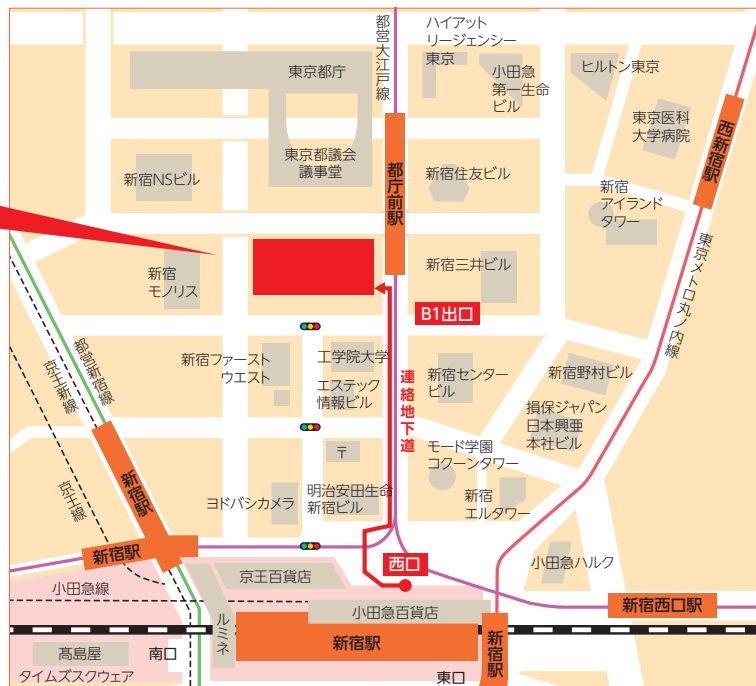 都営大江戸線
ハイアット
リージェンシー
東京
小田急
第一生命
ビル
ヒルトン東京
東京都庁
東京医科
大学病院
西新宿駅
東京都議会
議事堂
都庁前駅
新宿NSビル
新宿住友ビル
新宿
アイランド
タワー
東京メトロ丸ノ内線
新宿
モノリス
新宿三井ビル
B1出口
都営新宿線
京王新線
京王線
新宿ファースト
ウエスト
工学院大学
エステック
情報ビル
連絡地下道
新宿センター
ビル
新宿野村ビル
損保ジャパン
日本興亜
本社ビル
〒
モード学園
コクーンタワー
新宿
エルタワー
新宿駅
ヨドバシカメラ
明治安田生命
新宿ビル
新宿駅
西口
小田急ハルク
小田急線
京王百貨店
小田急百貨店
新宿西口駅
ルミネ
新宿駅
新宿駅
髙島屋
タイムズスクウェア
南口
東口